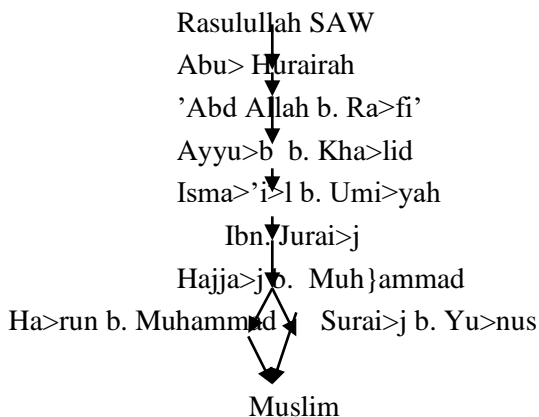 Rasulullah SAW
Abu> Hurairah
’Abd Allah b. Ra>fi’
Ayyu>b b. Kha>lid
Isma>’i>l b. Umi>yah
Ibn. Jurai>j
Hajja>j b. Muh}ammad
Ha>run b. Muhammad Surai>j b. Yu>nus
Muslim